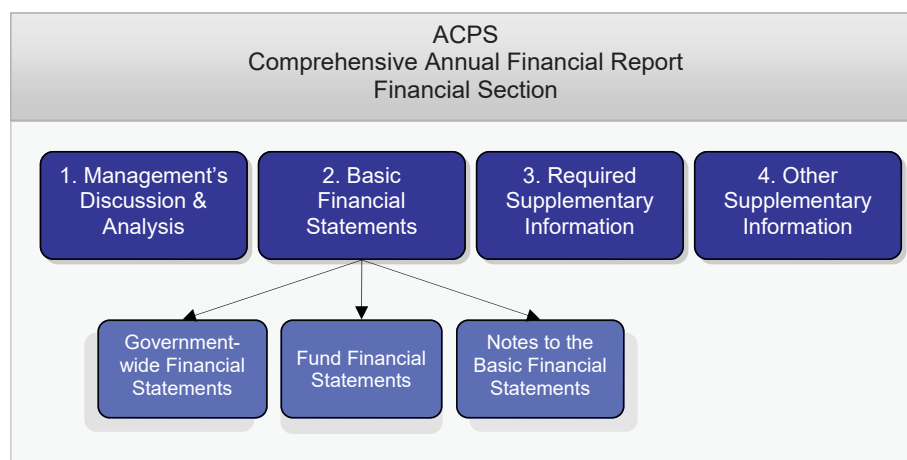 ACPS
Comprehensive Annual Financial Report
Financial Section
1. Management’s
Discussion &
Analysis
2. Basic
Financial
Statements
3. Required
Supplementary
Information
4. Other
Supplementary
Information
Government-
wide Financial
Statements
Fund Financial
Statements
Notes to the
Basic Financial
Statements